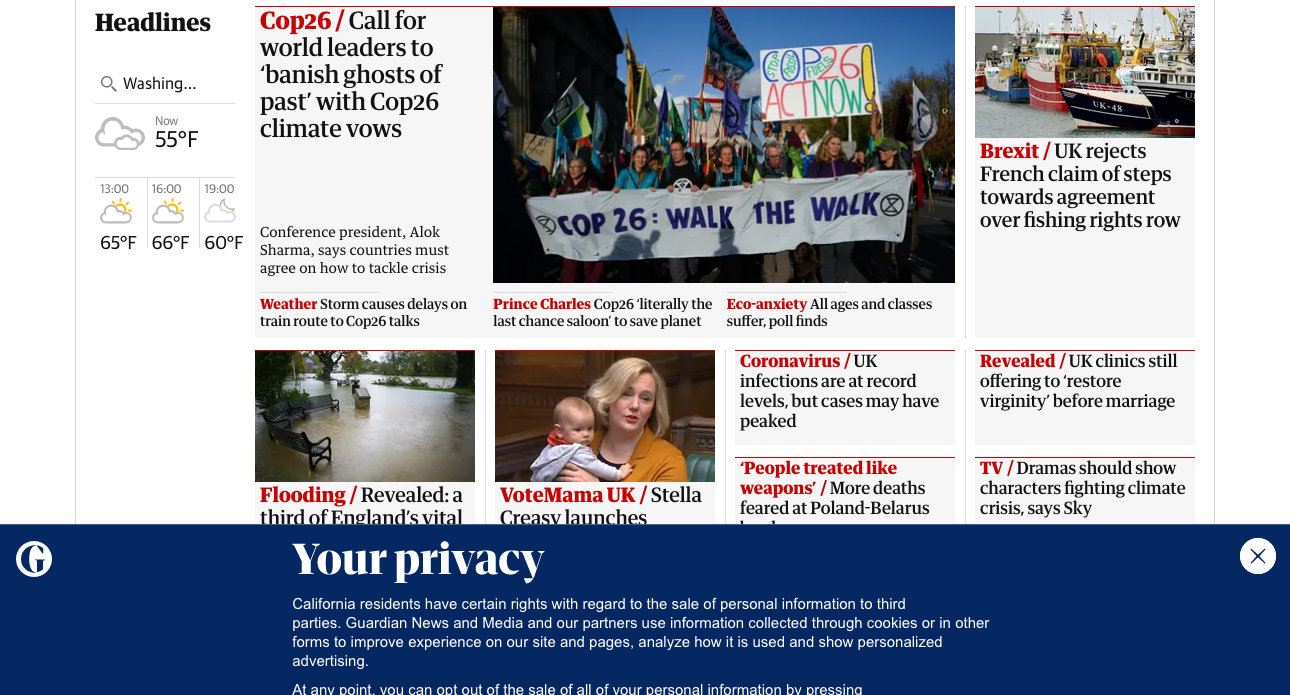 Headlines
Washing...
Now
55°F
13:00
16:00
19:00
65°F
66°F
60°F
Cop26 / Call for
world leaders to
‘banish ghosts of
past’ with Cop26
climate vows
Conference president, Alok
Sharma, says countries must
agree on how to tackle crisis
COP26
ACT NOW!
COP 26: WALK THE WALK
Weather Storm causes delays on
train route to Cop26 talks
Prince Charles Cop26 ‘literally the
last chance saloon’ to save planet
Eco-anxiety All ages and classes
suffer, poll finds
UK-48
Brexit / UK rejects
French claim of steps
towards agreement
over fishing rights row
Flooding / Revealed: a
third of England’s vital
VoteMama UK / Stella
Creasy launches
Coronavirus / UK
infections are at record
levels, but cases may have
peaked
‘People treated like
weapons’ / More deaths
feared at Poland-Belarus
Revealed / UK clinics still
offering to ‘restore
virginity’ before marriage
TV / Dramas should show
characters fighting climate
crisis, says Sky
G
Your privacy
California residents have certain rights with regard to the sale of personal information to third
parties. Guardian News and Media and our partners use information collected through cookies or in other
forms to improve experience on our site and pages, analyze how it is used and show personalized
advertising.
At any point, you can opt out of the sale of all of your personal information by pressing